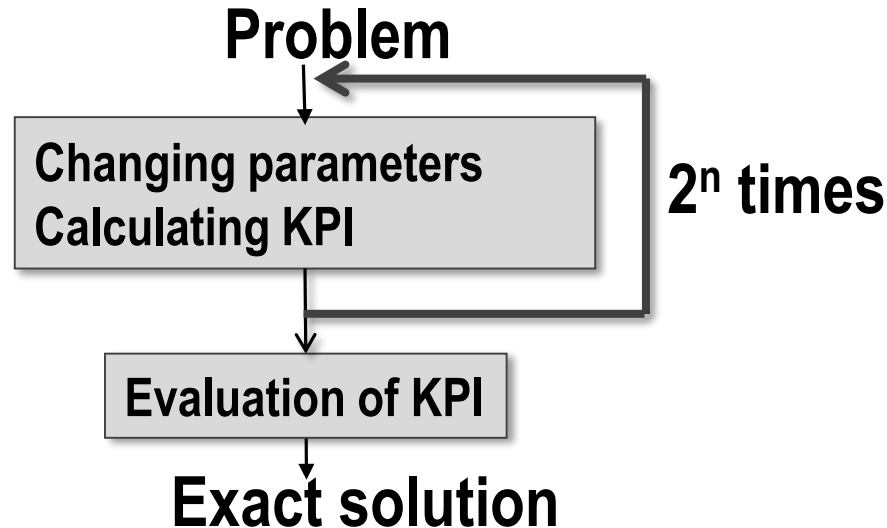 Problem
Changing parameters
Calculating KPI
2ⁿ times
Evaluation of KPI
Exact solution